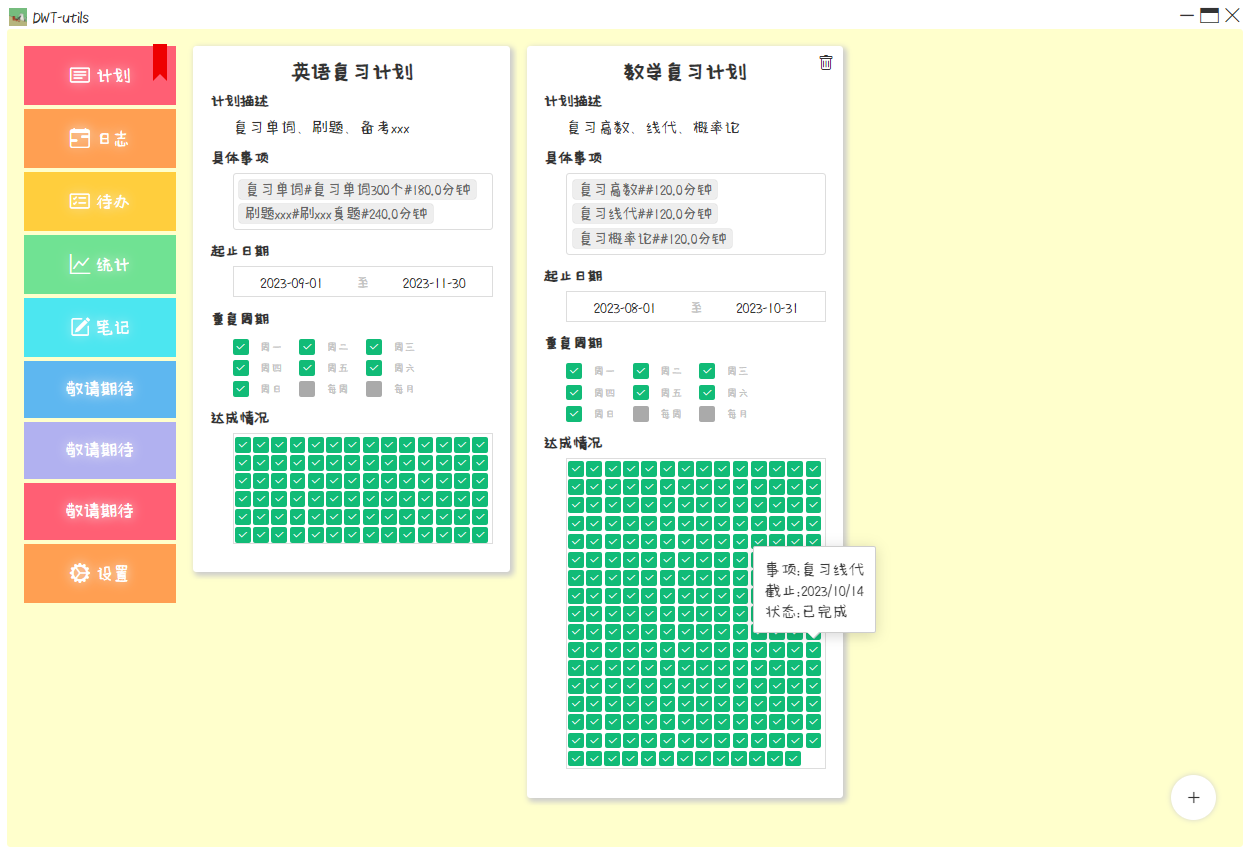 DWT-utils
计划
日志
待办
统计
笔记
敬请期待
敬请期待
敬请期待
设置
英语复习计划
计划描述
复习单词、刷题、备考xxx
具体事项
复习单词#复习单词300个#180.0分钟
刷题xxx#刷xxx真题#240.0分钟
起止日期
2023-09-01 至 2023-11-30
重复周期
周一 周二 周三
周四 周五 周六
周日 每周 每月
达成情况
数学复习计划
计划描述
复习高数、线代、概率论
具体事项
复习高数##120.0分钟
复习线代##120.0分钟
复习概率论##120.0分钟
起止日期
2023-08-01 至 2023-10-31
重复周期
周一 周二 周三
周四 周五 周六
周日 每周 每月
达成情况
事项:复习线代
截止:2023/10/14
状态:已完成